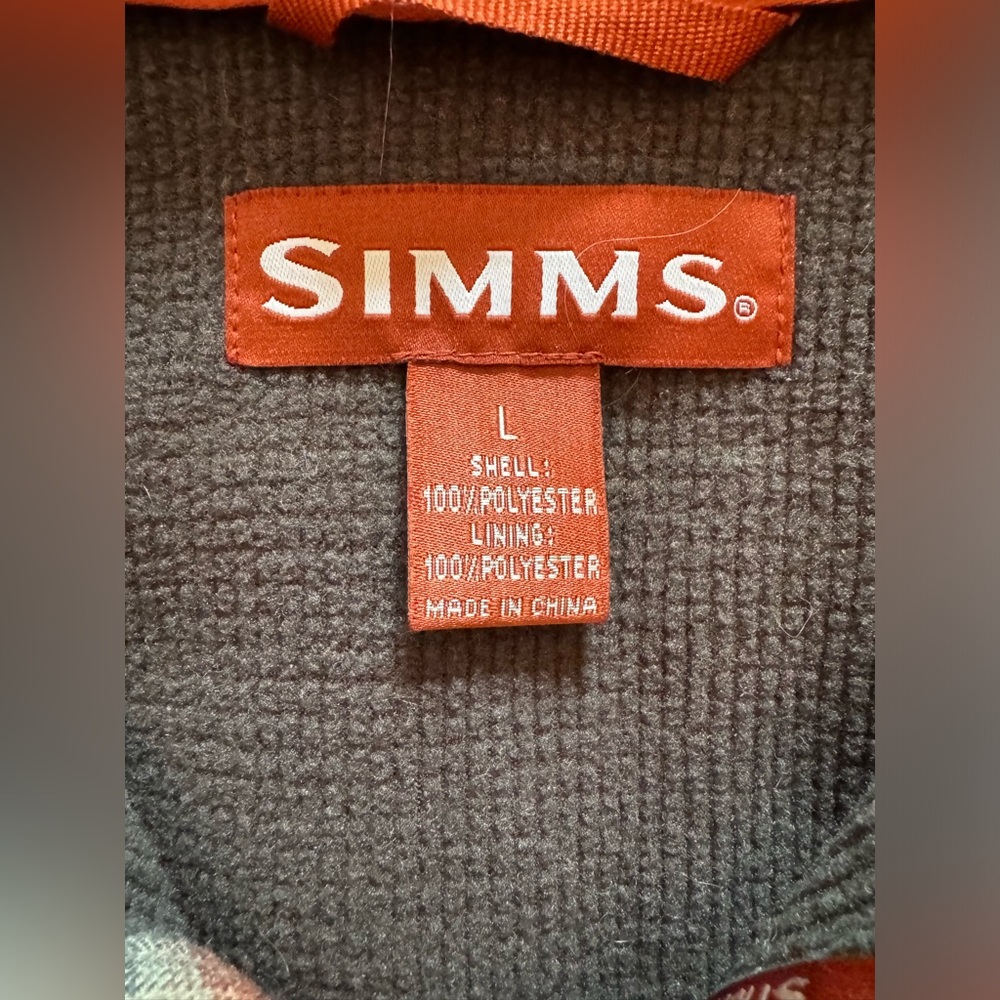 SIMMS®
L
SHELL:
100%POLYESTER
LINING:
100%POLYESTER
MADE IN CHINA